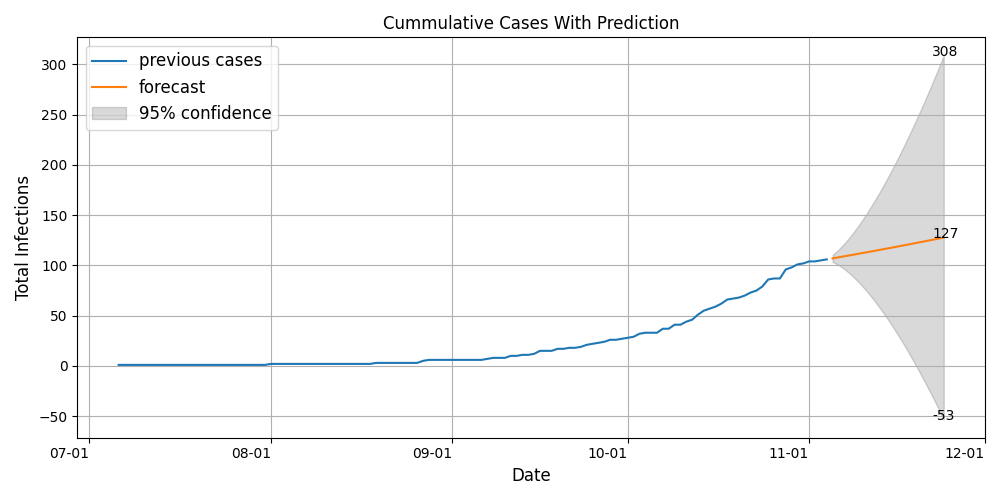 Cummulative Cases With Prediction
previous cases
forecast
95% confidence
308
127
-53
Total Infections
300
250
200
150
100
50
0
−50
07-01
08-01
09-01
10-01
11-01
12-01
Date